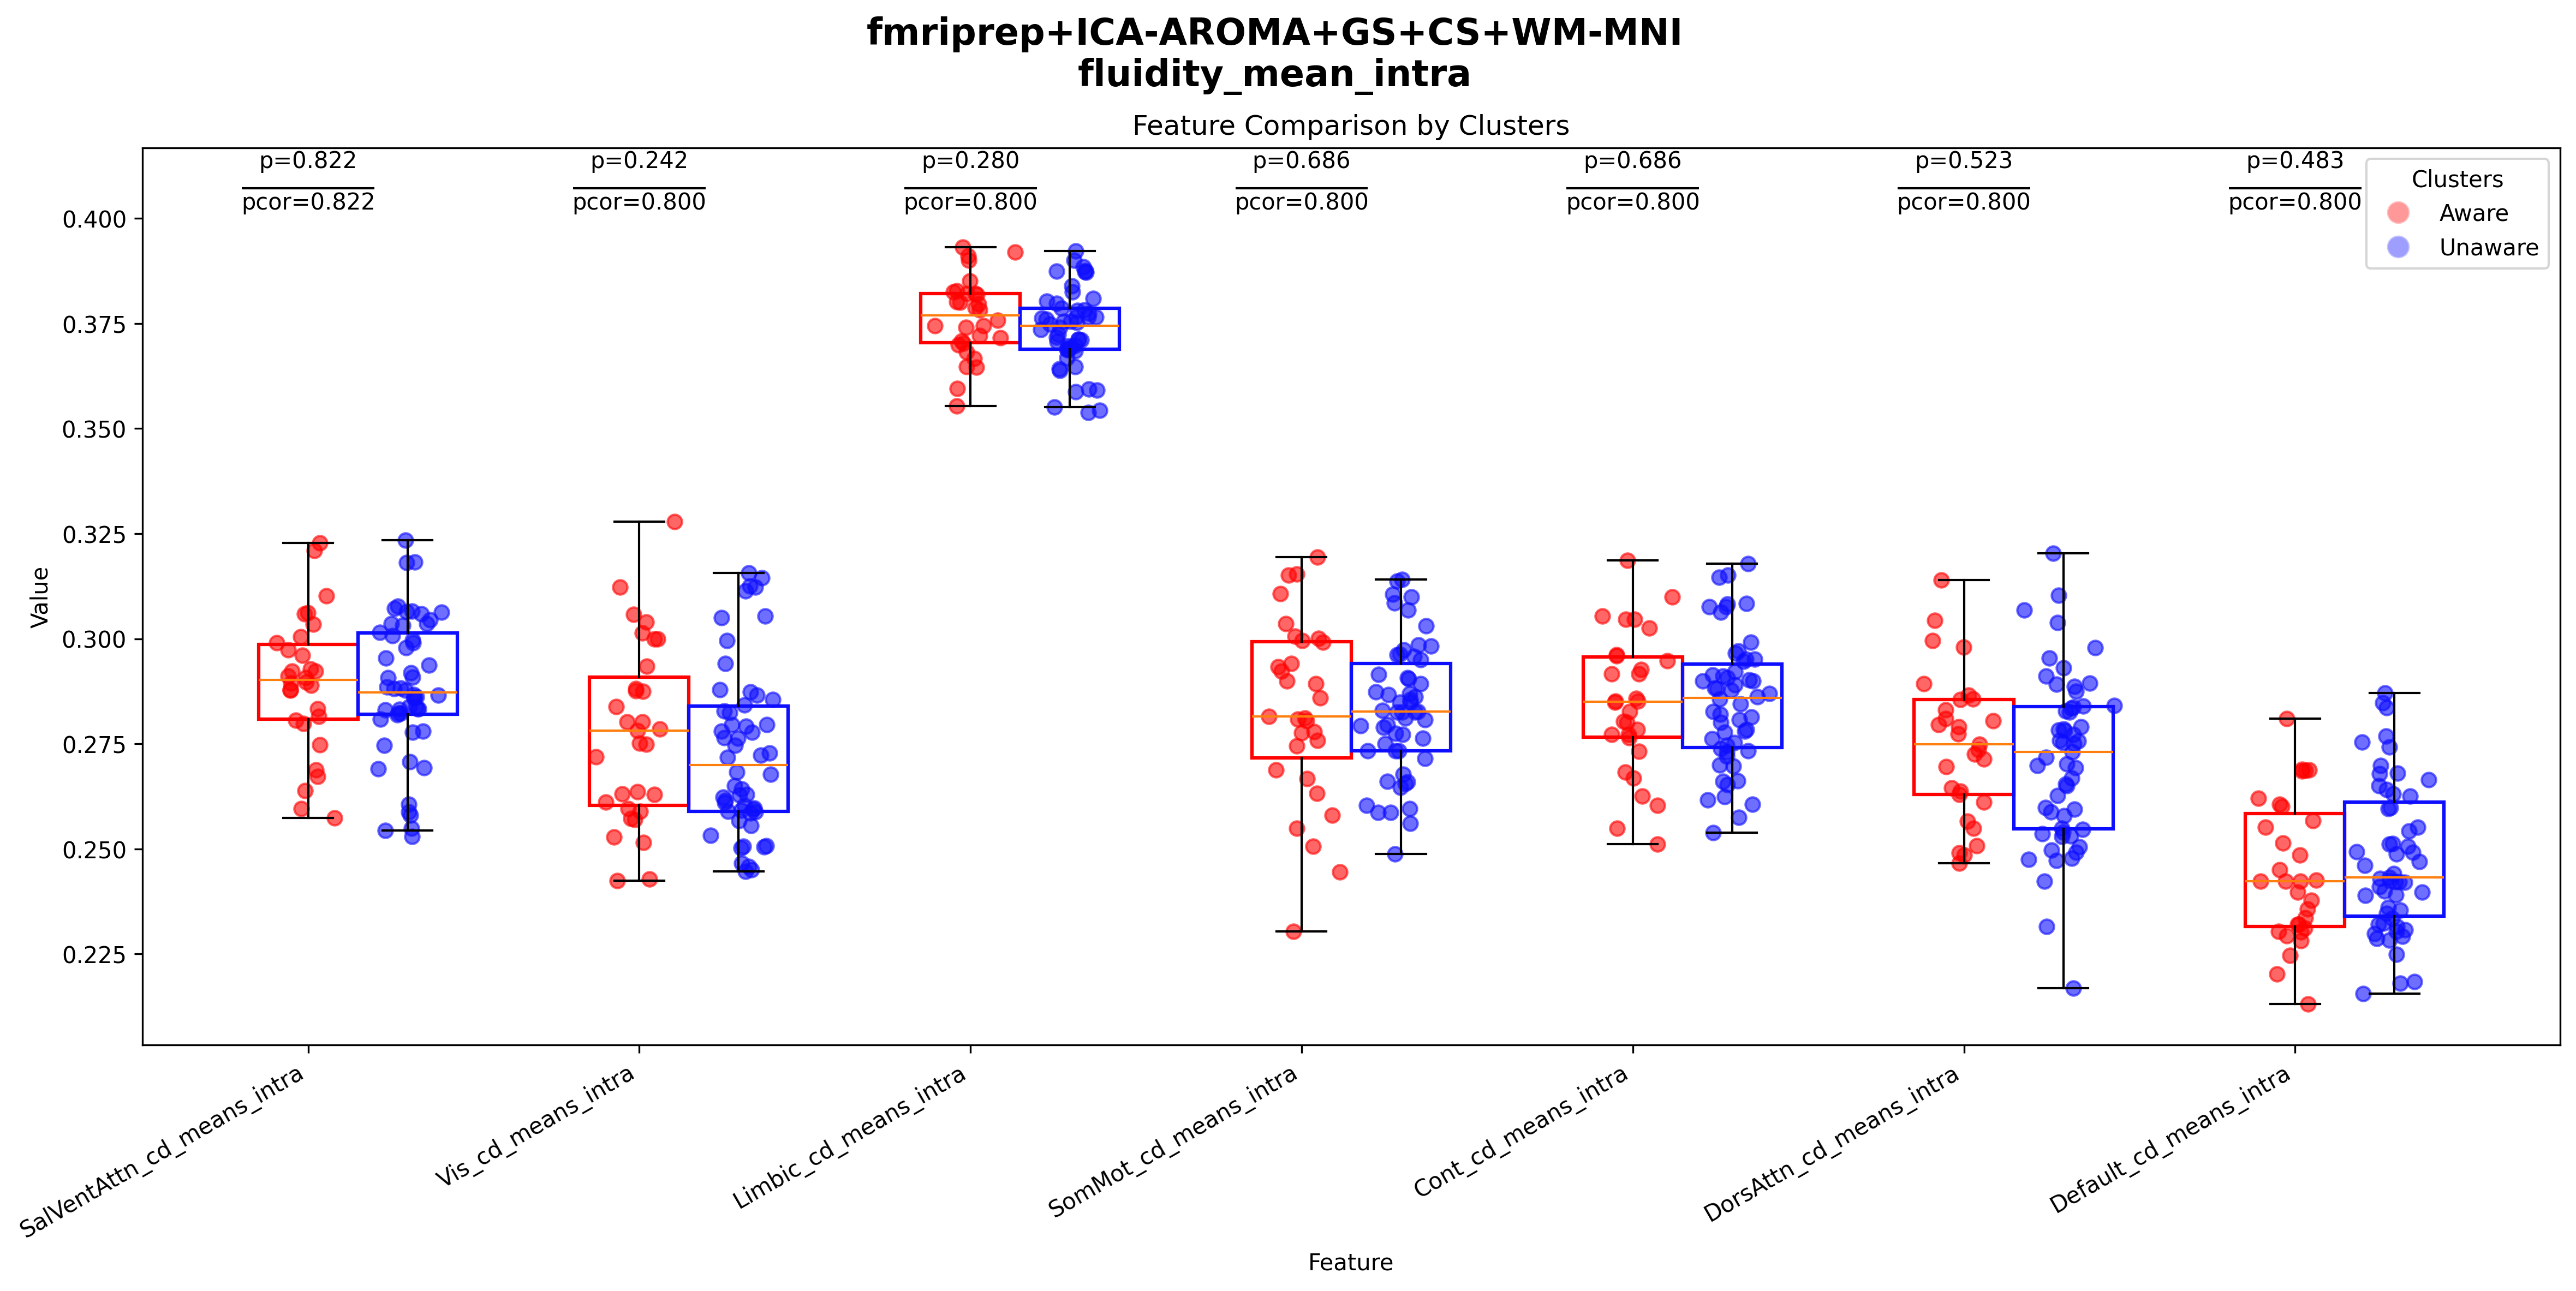 fmriprep+ICA-AROMA+GS+CS+WM-MNI
fluidity_mean_intra
Feature Comparison by Clusters
p=0.822 p=0.242 p=0.280 p=0.686 p=0.686 p=0.523 p=0.483
pcor=0.822 pcor=0.800 pcor=0.800 pcor=0.800 pcor=0.800 pcor=0.800 pcor=0.800
Clusters
Aware
Unaware
Value
0.400
0.375
0.350
0.325
0.300
0.275
0.250
0.225
SalVentAttn_cd_means_intra
Vis_cd_means_intra
Limbic_cd_means_intra
SomMot_cd_means_intra
Cont_cd_means_intra
DorsAttn_cd_means_intra
Default_cd_means_intra
Feature